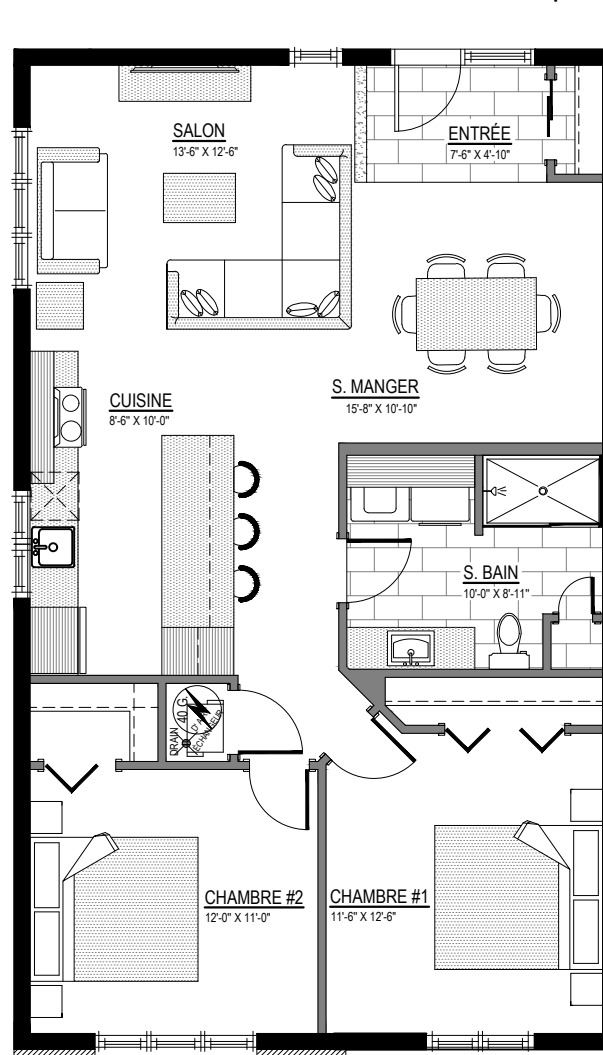 SALON
13'-6" X 12'-6"
ENTRÉE
7'-6" X 4'-10"
S. MANGER
15'-8" X 10'-10"
CUISINE
8'-6" X 10'-0"
S. BAIN
10'-0" X 8'-11"
DRAIN
40 G.
D'AIR
ÉCHANGEUR
CHAMBRE #2
12'-0" X 11'-0"
CHAMBRE #1
11'-6" X 12'-6"